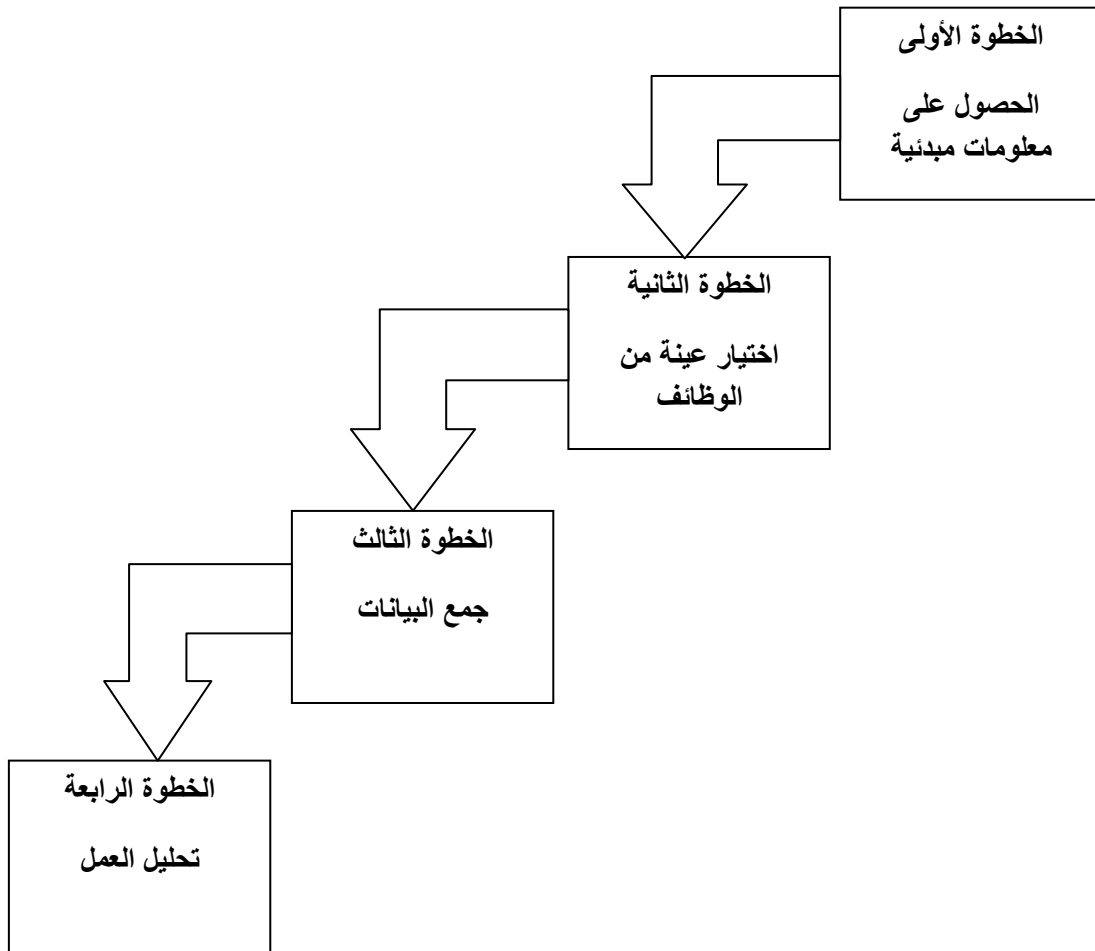 الخطوة الأولى
الحصول على
معلومات مبدئية
الخطوة الثانية
اختيار عينة من
الوظائف
الخطوة الثالث
جمع البيانات
الخطوة الرابعة
تحليل العمل